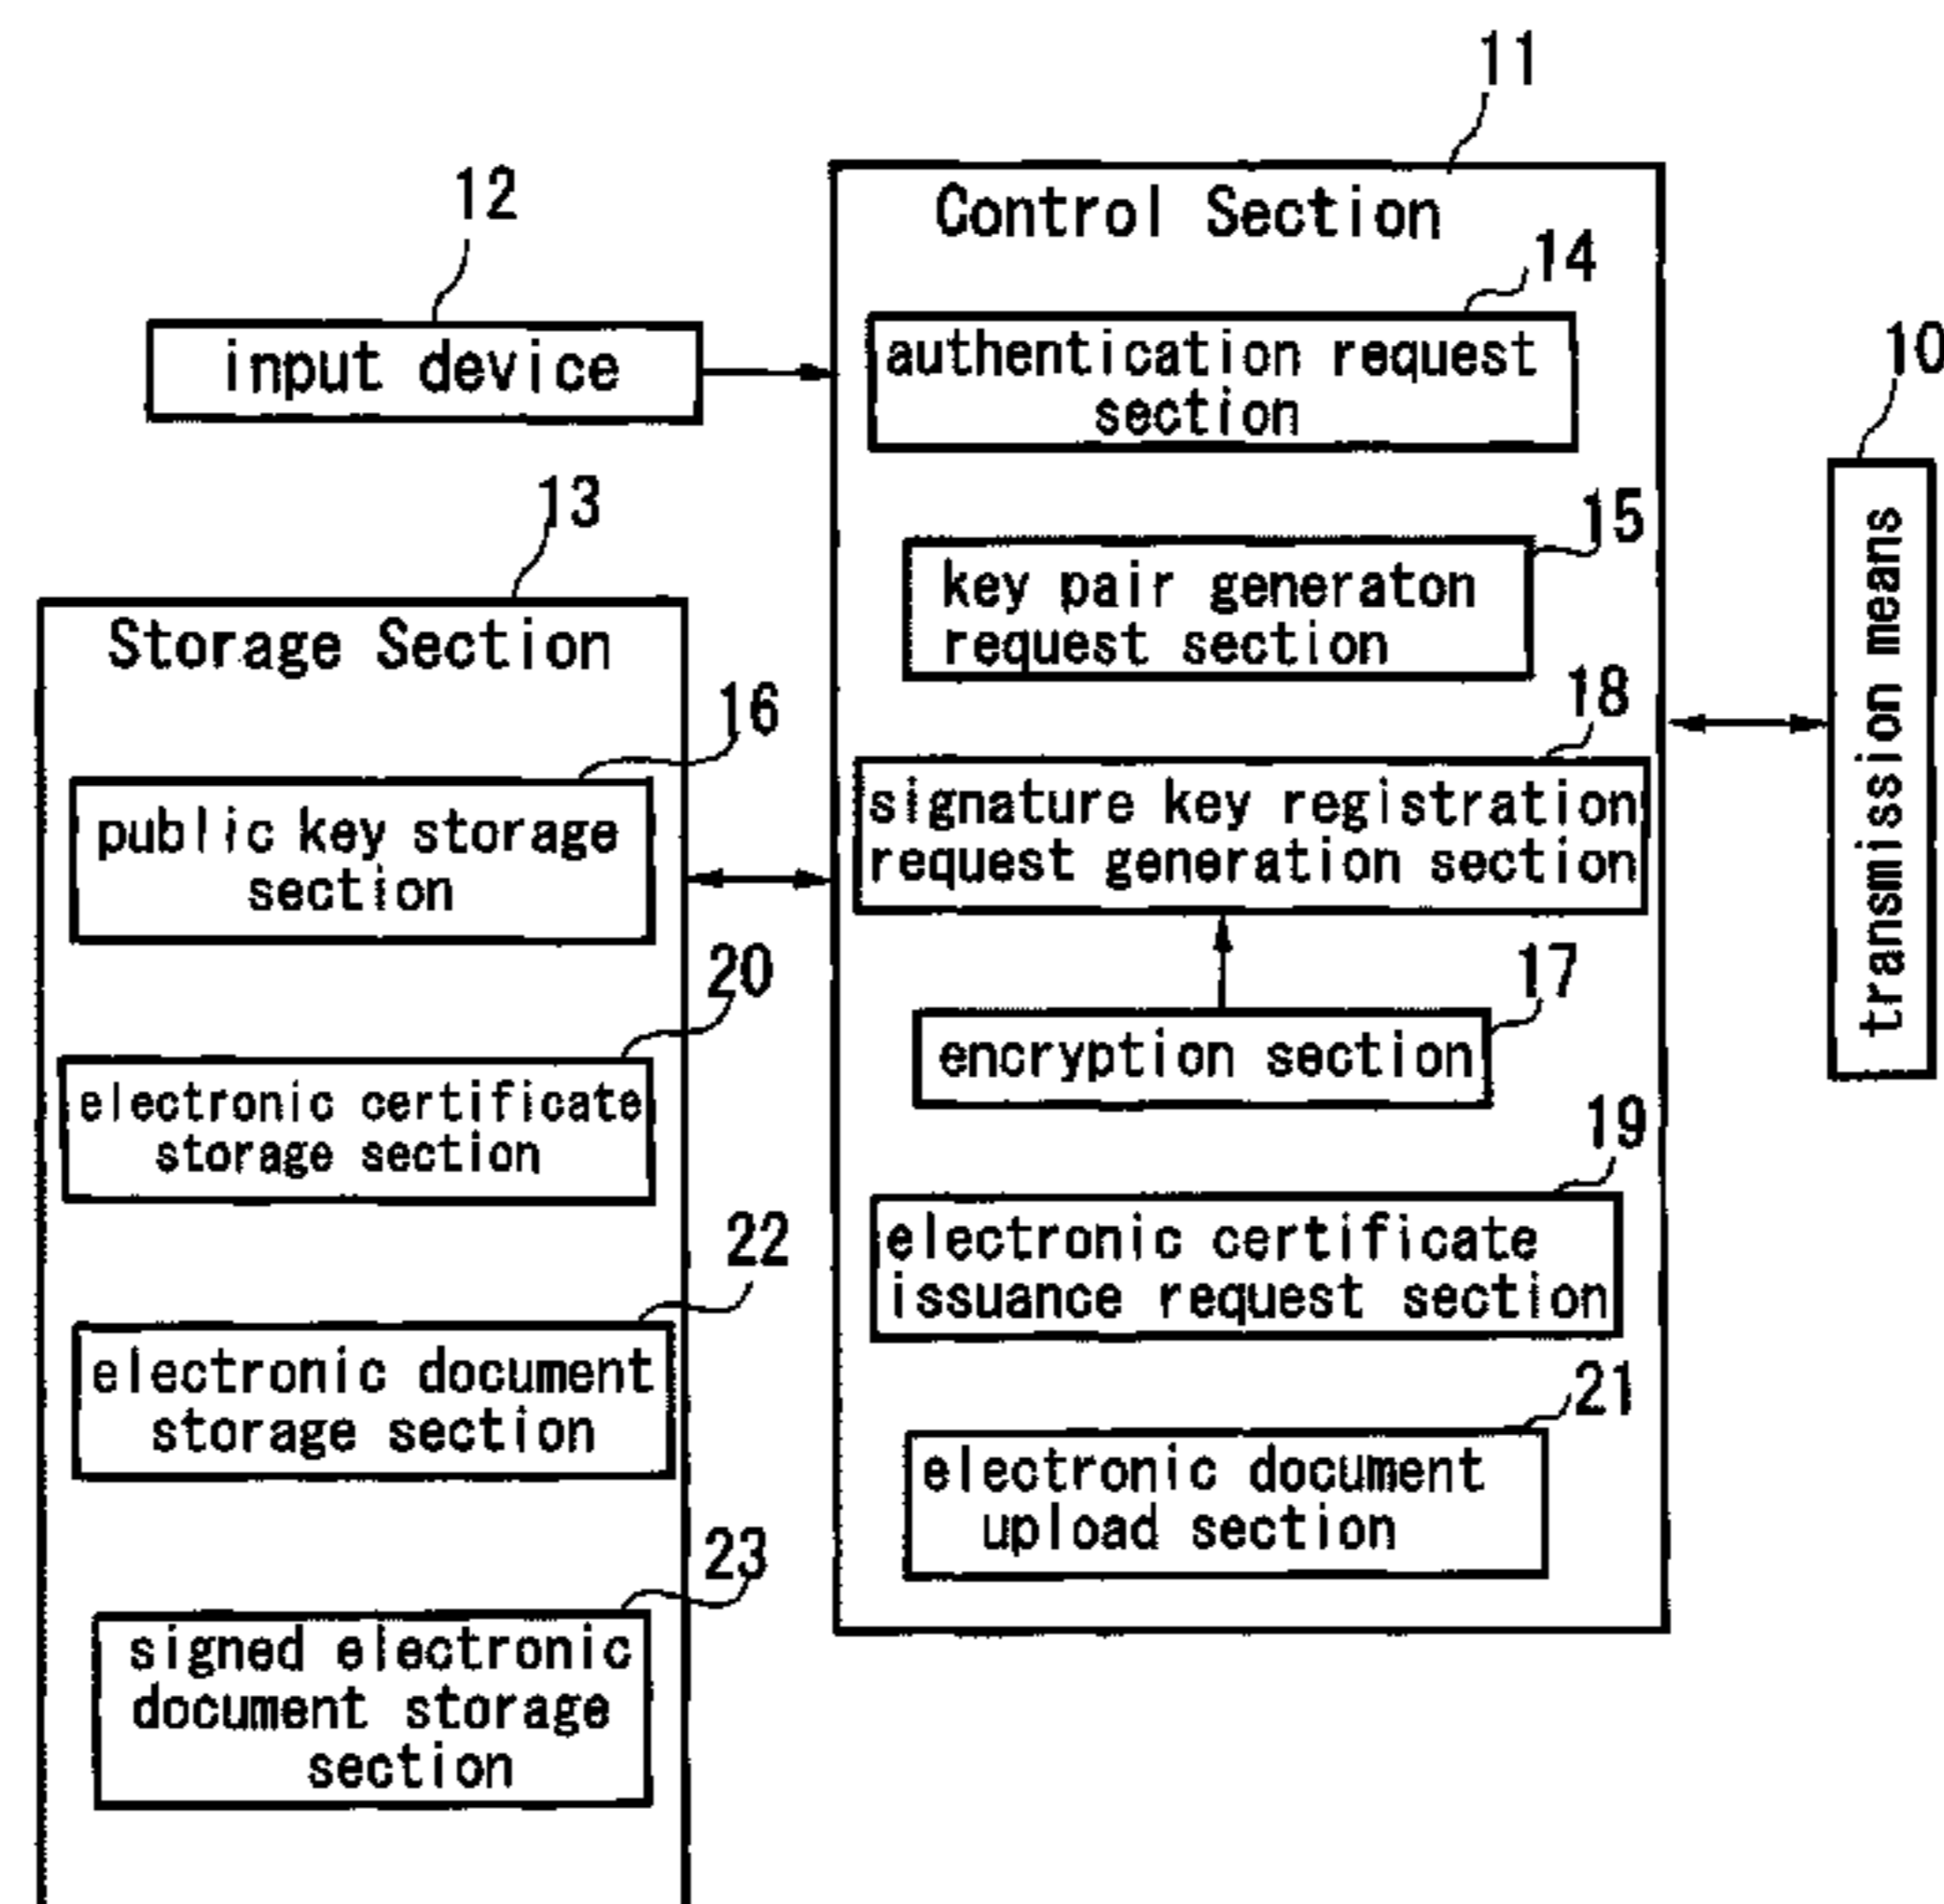 11
12
Control Section
14
input device
authentication request
section
10
13
15
key pair generaton
request section
transmission means
Storage Section
16
18
public key storage
section
signature key registration
request generation section
20
17
encryption section
electronic certificate
storage section
19
22
electronic certificate
issuance request section
electronic document
storage section
21
electronic document
upload section
23
signed electronic
document storage
section